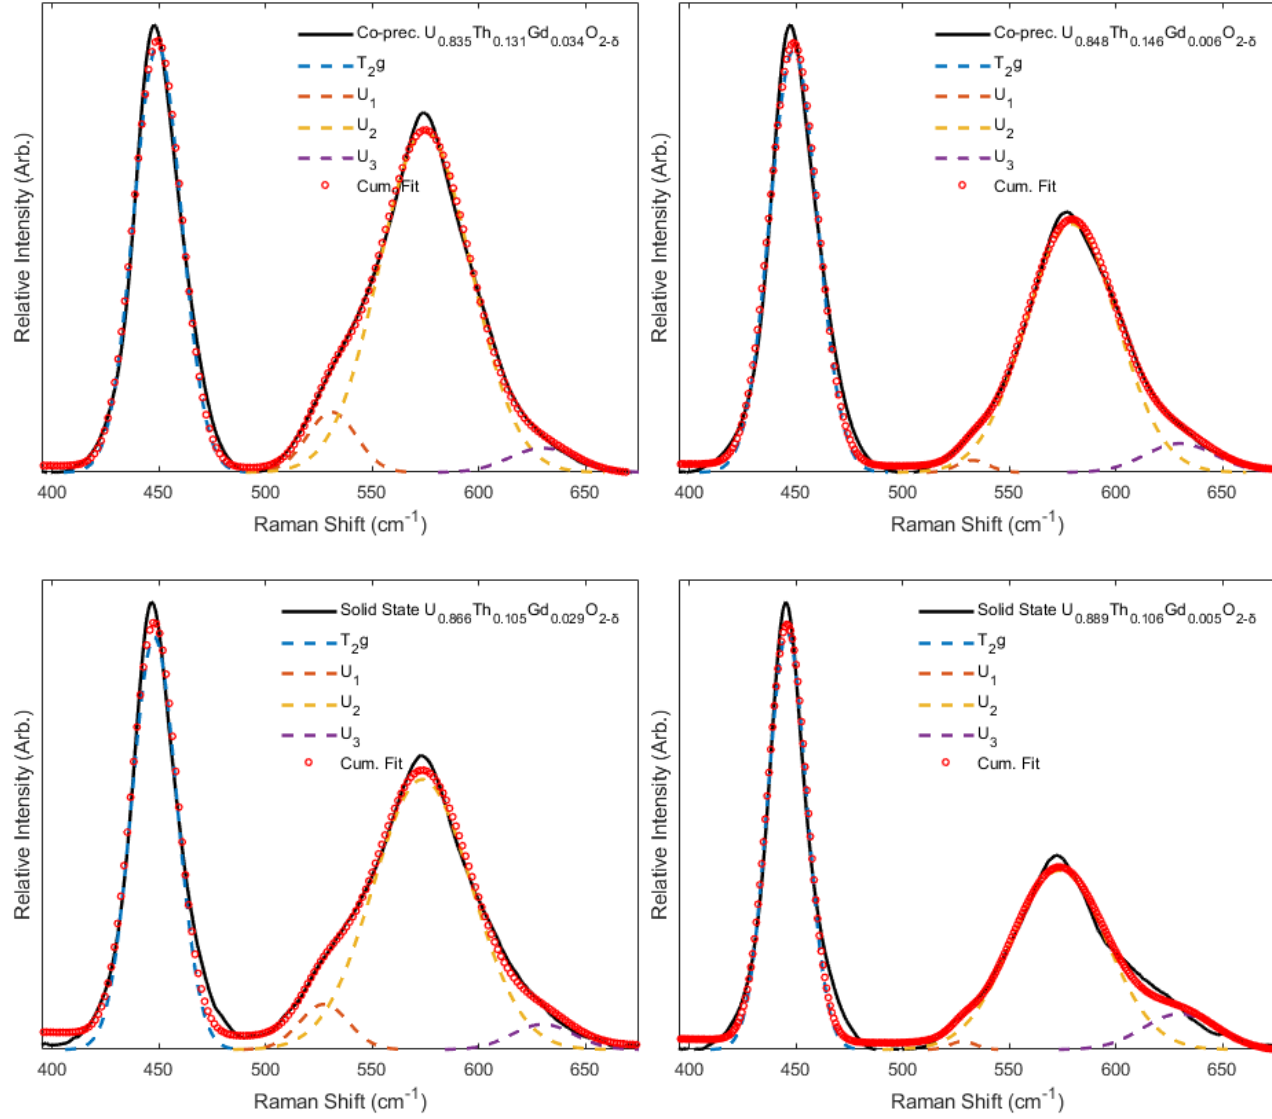 Co-prec. U0.835Th0.131Gd0.034O2-δ
T2g
U1
U2
U3
Cum. Fit
Relative Intensity (Arb.)
400 450 500 550 600 650
Raman Shift (cm-1)
Co-prec. U0.848Th0.146Gd0.006O2-δ
T2g
U1
U2
U3
Cum. Fit
Relative Intensity (Arb.)
400 450 500 550 600 650
Raman Shift (cm-1)
Solid State U0.866Th0.105Gd0.029O2-δ
T2g
U1
U2
U3
Cum. Fit
Relative Intensity (Arb.)
400 450 500 550 600 650
Raman Shift (cm-1)
Solid State U0.889Th0.106Gd0.005O2-δ
T2g
U1
U2
U3
Cum. Fit
Relative Intensity (Arb.)
400 450 500 550 600 650
Raman Shift (cm-1)